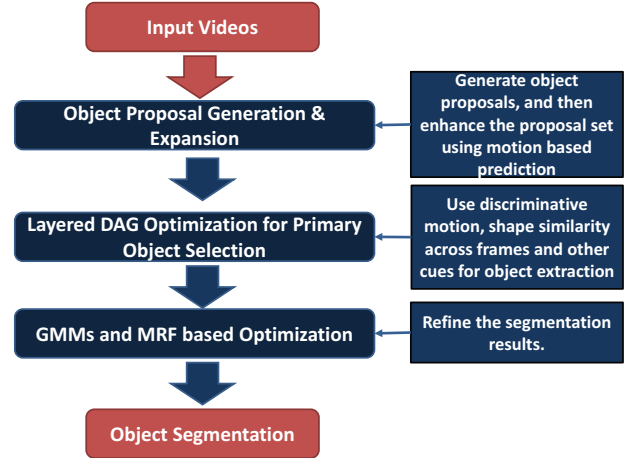 Input Videos
Object Proposal Generation &
Expansion
Generate object
proposals, and then
enhance the proposal set
using motion based
prediction
Layered DAG Optimization for Primary
Object Selection
Use discriminative
motion, shape similarity
across frames and other
cues for object extraction
GMMs and MRF based Optimization
Refine the segmentation
results.
Object Segmentation